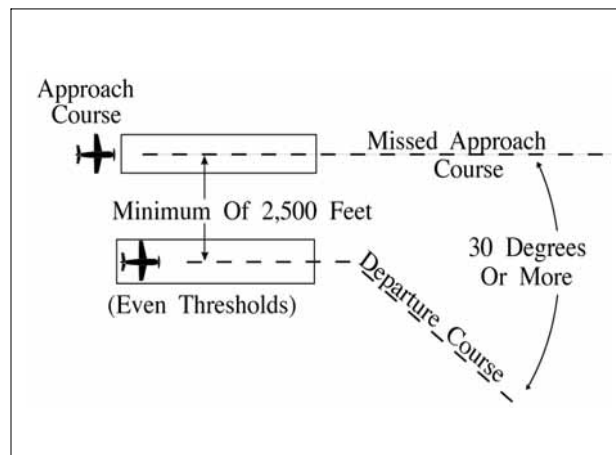 Approach
Course
Missed Approach
Course
Minimum Of 2,500 Feet
30 Degrees
Or More
(Even Thresholds)
Departure Course